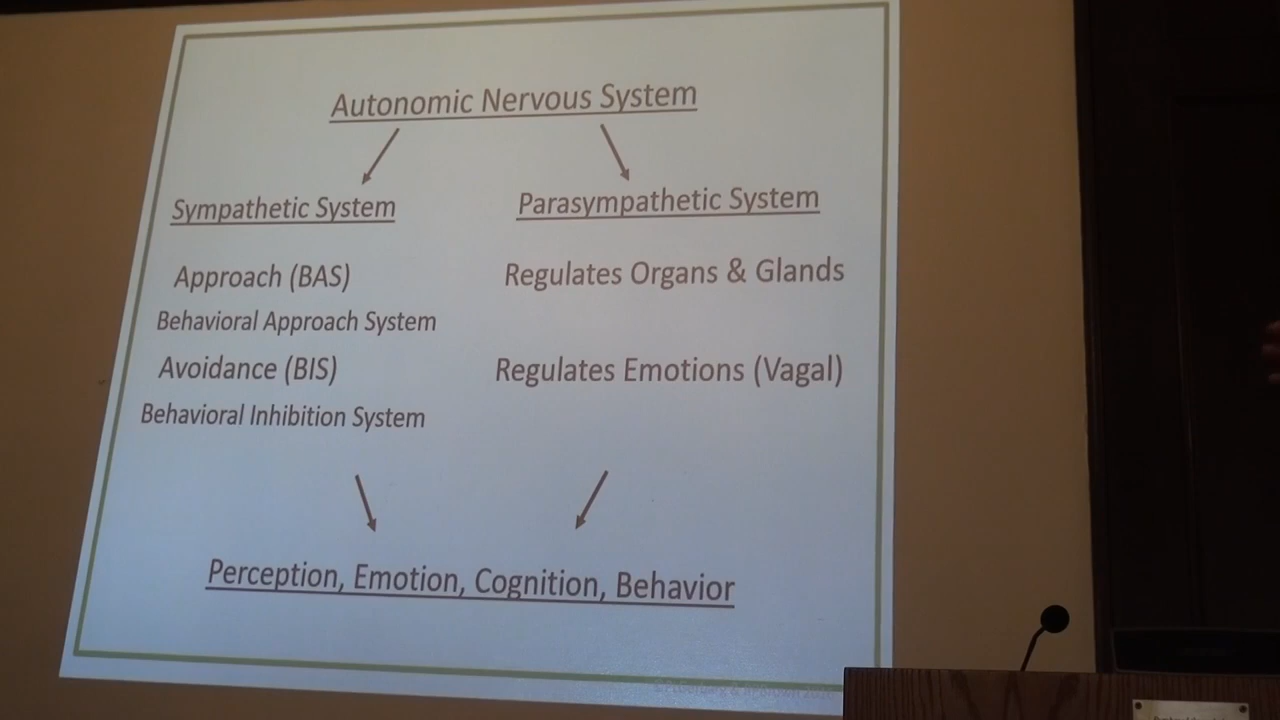 Autonomic Nervous System
Sympathetic System
Parasympathetic System
Approach (BAS)
Regulates Organs & Glands
Behavioral Approach System
Avoidance (BIS)
Regulates Emotions (Vagal)
Behavioral Inhibition System
Perception, Emotion, Cognition, Behavior